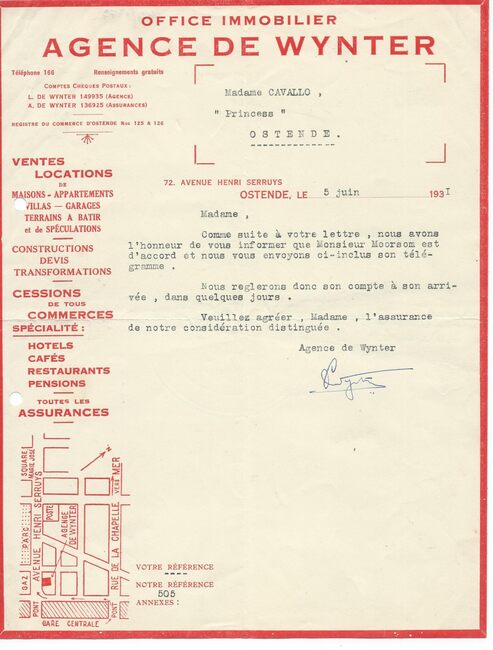 OFFICE IMMOBILIER
AGENCE DE WYNTER
Téléphone 166 Renseignements gratuits
COMPTES CHEQUES POSTAUX :
L. DE WYNTER 149935 (AGENCE)
A. DE WYNTER 136925 (ASSURANCES)
REGISTRE DU COMMERCE D'OSTENDE Nos 125 & 126
Madame CAVALLO ,
" Princess "
OSTENDE .
72. AVENUE HENRI SERRUYS
OSTENDE, LE 5 juin 1931
VENTES
LOCATIONS
DE
MAISONS - APPARTEMENTS
VILLAS - GARAGES
TERRAINS A BATIR
et de SPÉCULATIONS
CONSTRUCTIONS
DEVIS
TRANSFORMATIONS
CESSIONS
DE TOUS
COMMERCES
SPÉCIALITÉ :
HOTELS
CAFÉS
RESTAURANTS
PENSIONS
TOUTES LES
ASSURANCES
Madame ,
Comme suite à votre lettre , nous avons
l'honneur de vous informer que Monsieur Moorsom est
d'accord et nous vous envoyons ci-inclus son télé-
gramme .
Nous reglerons donc son compte à son arri-
vée , dans quelques jours .
Veuillez agréer , Madame , l'assurance
de notre considération distinguée .
Agence de Wynter
SQUARE
MARIE JOSÉ
VERS MER
AVENUE HENRI SERRUYS
POSTE
AGENCE
DE WYNTER
RUE DE LA CHAPELLE
PARC
GAZ
PONT
PONT
GARE CENTRALE
VOTRE RÉFÉRENCE
NOTRE RÉFÉRENCE
505
ANNEXES :